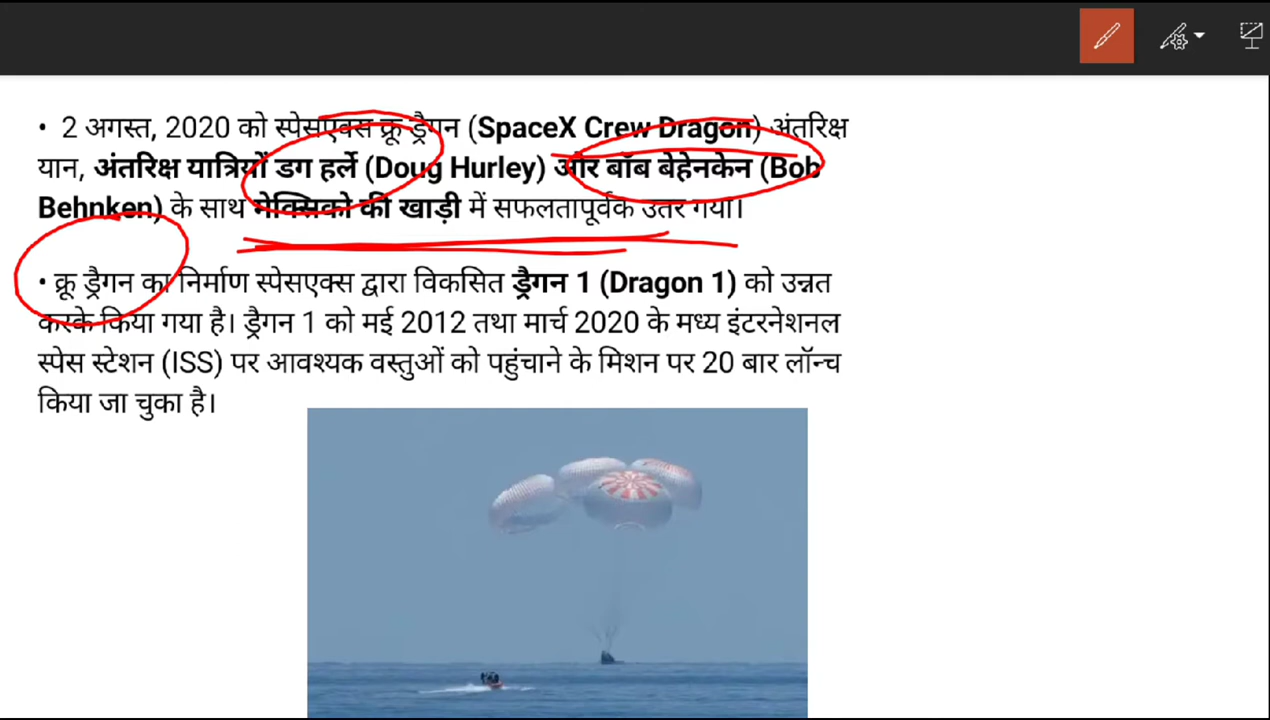 • 2 अगस्त, 2020 को स्पेसएक्स क्रू ड्रैगन (SpaceX Crew Dragon) अंतरिक्ष
यान, अंतरिक्ष यात्रियों डग हर्ले (Doug Hurley) और बॉब बेहेनकेन (Bob
Behnken) के साथ मेक्सिको की खाड़ी में सफलतापूर्वक उतर गया।
• क्रू ड्रैगन का निर्माण स्पेसएक्स द्वारा विकसित ड्रैगन 1 (Dragon 1) को उन्नत
करके किया गया है। ड्रैगन 1 को मई 2012 तथा मार्च 2020 के मध्य इंटरनेशनल
स्पेस स्टेशन (ISS) पर आवश्यक वस्तुओं को पहुंचाने के मिशन पर 20 बार लॉन्च
किया जा चुका है।